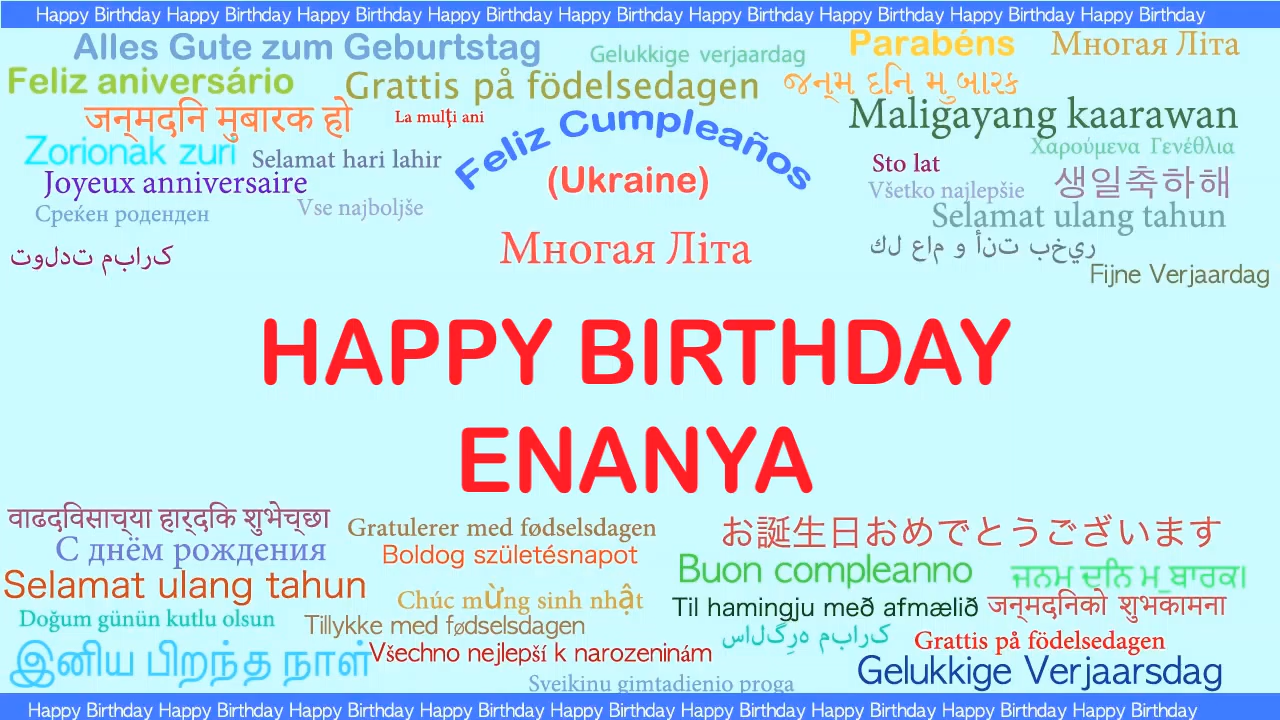 Happy Birthday Happy Birthday Happy Birthday Happy Birthday Happy Birthday Happy Birthday Happy Birthday Happy Birthday Happy Birthday
Alles Gute zum Geburtstag
Gelukkige verjaardag
Parabéns
Многая Літа
Feliz aniversário
Grattis på födelsedagen
જન્મ દિન મુબારક
जन्मदिन मुबारक हो
La mulţi ani
Feliz Cumpleaños
Maligayang kaarawan
Zorionak zuri
Selamat hari lahir
(Ukraine)
Sto lat
Χαρούμενα Γενέθλια
Joyeux anniversaire
Všetko najlepšie
생일축하해
Среќен роденден
Vse najboljše
Selamat ulang tahun
Многая Літа
تولدت مبارک
كل عام و أنت بخير
Fijne Verjaardag
HAPPY BIRTHDAY
ENANYA
वाढदिवसाच्या हार्दिक शुभेच्छा
Gratulerer med fødselsdagen
お誕生日おめでとうございます
С днём рождения
Boldog születésnapot
Buon compleanno
ਜਨਮ ਦਿਨ ਮੁਬਾਰਕ।
Selamat ulang tahun
Chúc mừng sinh nhật
Til hamingju með afmælið
जन्मदिनको शुभकामना
Doğum günün kutlu olsun
Tillykke med fødselsdagen
سالگرہ مبارک
Grattis på födelsedagen
இனிய பிறந்த நாள்
Všechno nejlepší k narozeninám
Gelukkige Verjaarsdag
Sveikinu gimtadienio proga
Happy Birthday Happy Birthday Happy Birthday Happy Birthday Happy Birthday Happy Birthday Happy Birthday Happy Birthday Happy Birthday